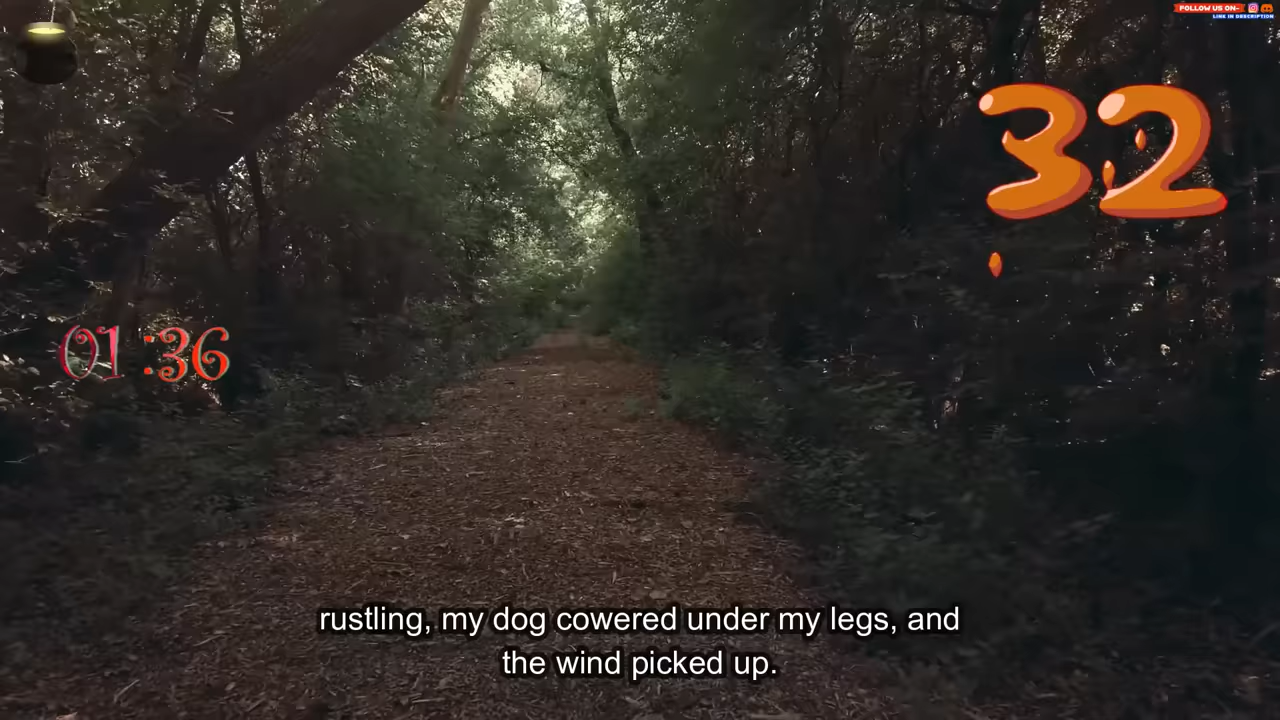 FOLLOW US ON-
LINK IN DESCRIPTION
32
01:36
rustling, my dog cowered under my legs, and
the wind picked up.